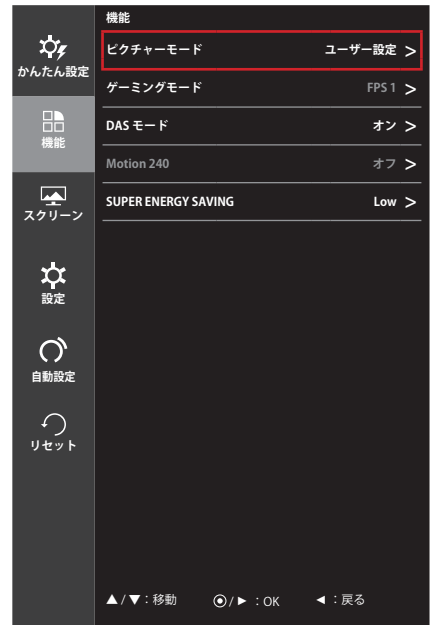 機能
かんたん設定
機能
スクリーン
設定
自動設定
リセット
ピクチャーモード ユーザー設定 >
ゲーミングモード FPS 1 >
DAS モード オン >
Motion 240 オフ >
SUPER ENERGY SAVING Low >
▲/▼：移動 ◉/► ：OK ◄ ：戻る